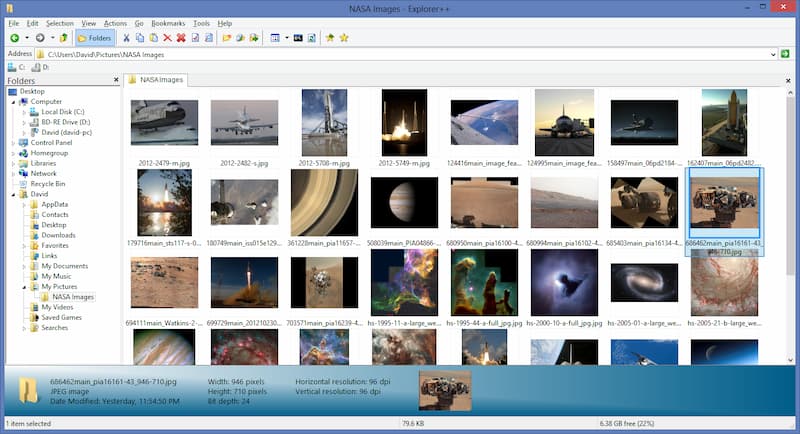 NASA Images - Explorer++
File Edit Selection View Actions Go Bookmarks Tools Help
Folders
Address C:\Users\David\Pictures\NASA Images
C: D:
Folders
NASA Images
Desktop
Computer
Local Disk (C:)
BD-RE Drive (D:)
David (david-pc)
Control Panel
Homegroup
Libraries
Network
Recycle Bin
David
AppData
Contacts
Desktop
Downloads
Favorites
Links
My Documents
My Music
My Pictures
NASA Images
My Videos
Saved Games
Searches
2012-2479-m.jpg 2012-2482-s.jpg 2012-5708-m.jpg 2012-5749-m.jpg 124416main_image_fea... 124995main_image_feat... 158497main_06pd2184-... 162407main_06pd2482...
179716main_sts117-s-0... 180749main_iss015e129... 361228main_pia11657-... 508039main_PIA04866-... 680950main_pia16100-4... 680994main_pia16102-4... 685403main_pia16134-4... 686462main_pia16161-43_
946-710.jpg
694111main_Watkins-2-... 699729main_201210230... 703571main_pia16239-4... hs-1995-11-a-large_we... hs-1995-44-a-full_jpg.jpg hs-2000-10-a-full_jpg.jpg hs-2005-01-a-large_we... hs-2005-21-b-large_we...
686462main_pia16161-43_946-710.jpg
JPEG image
Date Modified: Yesterday, 11:34:50 PM
Width: 946 pixels
Height: 710 pixels
Bit depth: 24
Horizontal resolution: 96 dpi
Vertical resolution: 96 dpi
1 item selected 79.6 KB 6.38 GB free (22%)